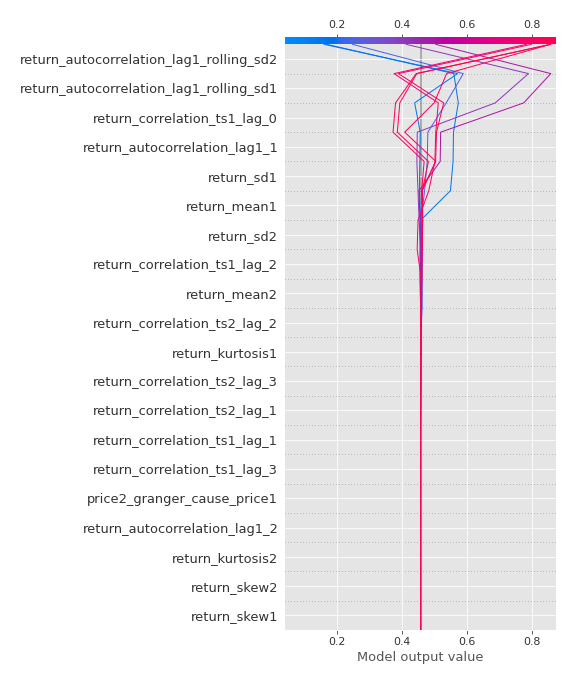 0.2 0.4 0.6 0.8
return_autocorrelation_lag1_rolling_sd2
return_autocorrelation_lag1_rolling_sd1
return_correlation_ts1_lag_0
return_autocorrelation_lag1_1
return_sd1
return_mean1
return_sd2
return_correlation_ts1_lag_2
return_mean2
return_correlation_ts2_lag_2
return_kurtosis1
return_correlation_ts2_lag_3
return_correlation_ts2_lag_1
return_correlation_ts1_lag_1
return_correlation_ts1_lag_3
price2_granger_cause_price1
return_autocorrelation_lag1_2
return_kurtosis2
return_skew2
return_skew1
0.2 0.4 0.6 0.8
Model output value